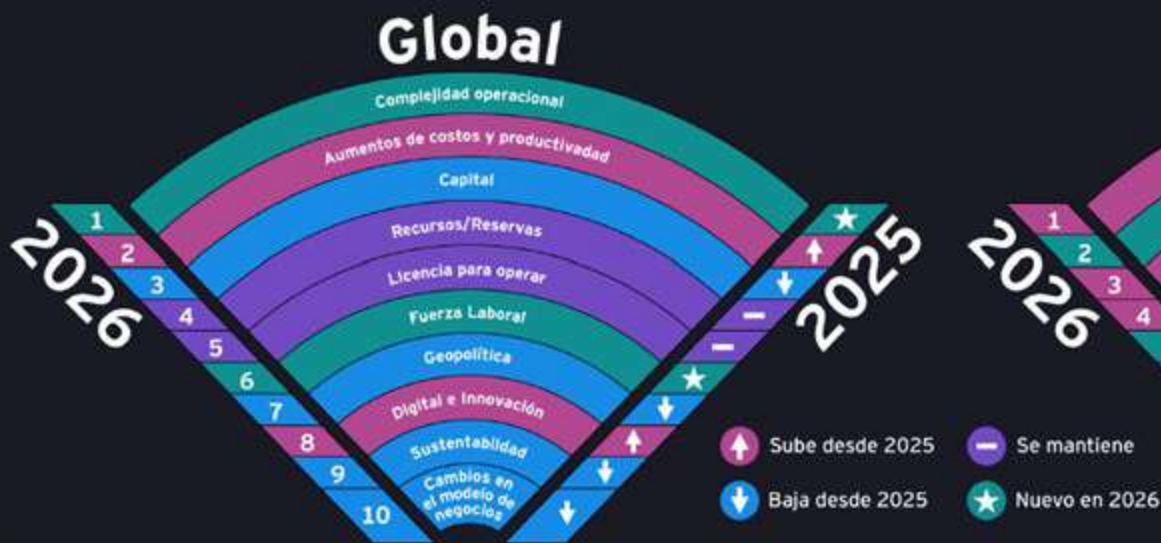 Global
2026
2025
1
2
3
4
5
6
7
8
9
10
Complejidad operacional
Aumentos de costos y productivadad
Capital
Recursos/Reservas
Licencia para operar
Fuerza Laboral
Geopolítica
Digital e Innovación
Sustentablidad
Cambios en
el modelo de
negocios
Sube desde 2025
Se mantiene
Baja desde 2025
Nuevo en 2026
2026
1
2
3
4